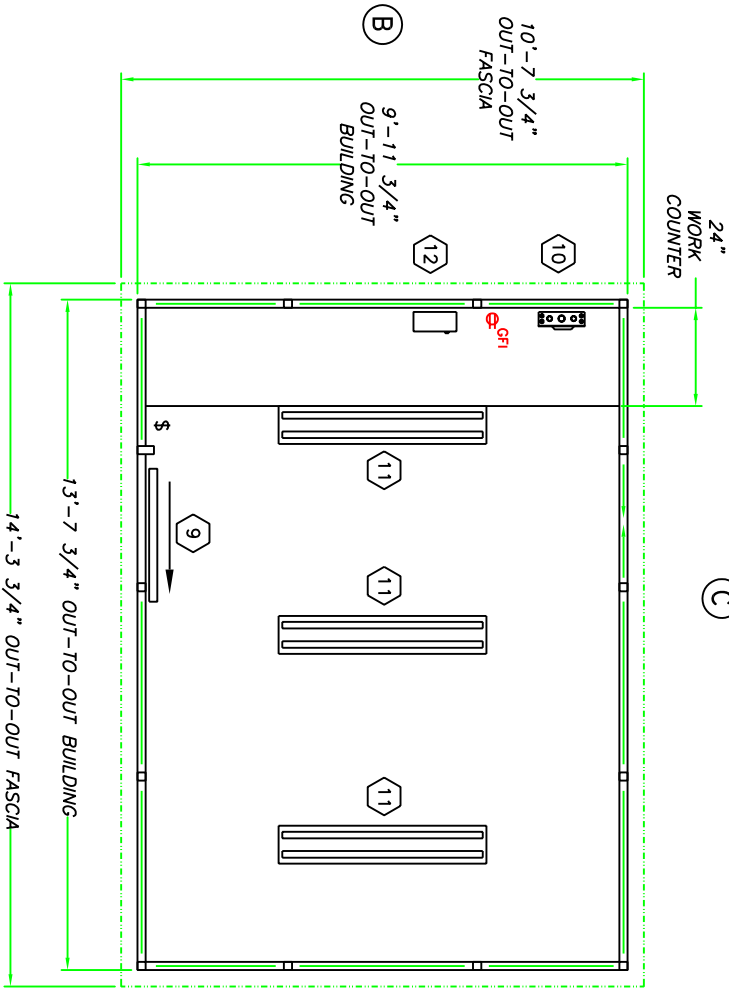 B
10'-7 3/4"
OUT-TO-OUT
FASCIA
9'-11 3/4"
OUT-TO-OUT
BUILDING
24"
WORK
COUNTER
12
10
GFI
$
11
9
11
C
11
13'-7 3/4" OUT-TO-OUT BUILDING
14'-3 3/4" OUT-TO-OUT FASCIA